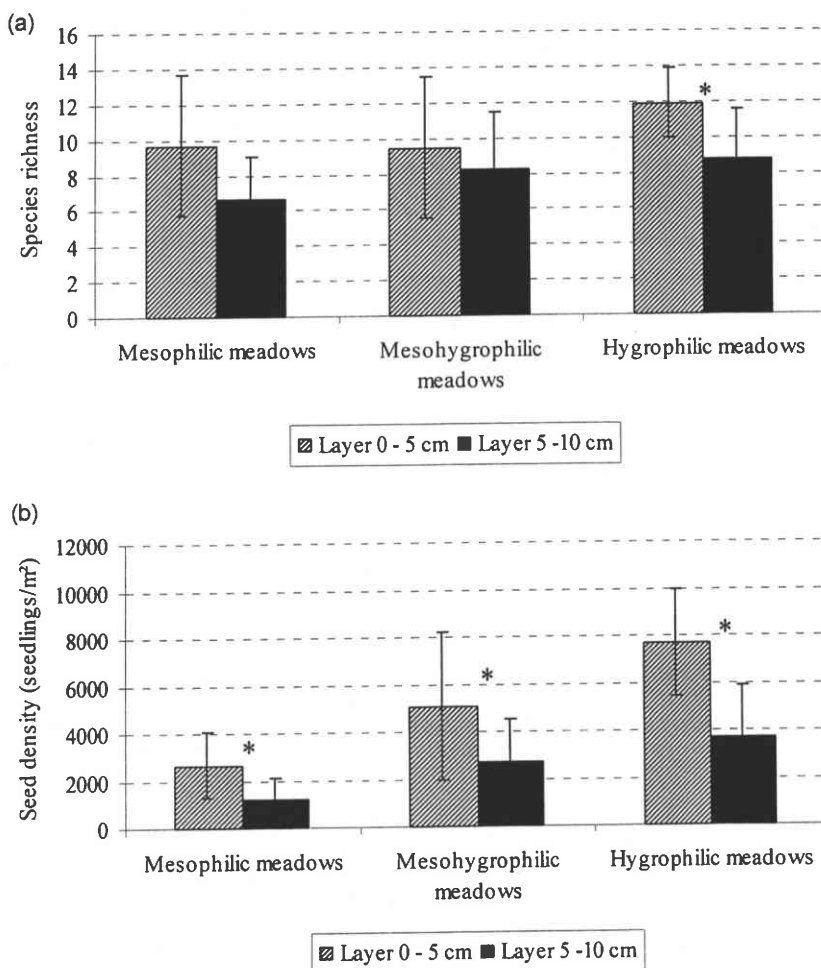 (a)
Species richness
16
14
12
10
8
6
4
2
0
*
Mesophilic meadows
Mesohygrophilic
meadows
Hygrophilic meadows
Layer 0 - 5 cm Layer 5 -10 cm
(b)
Seed density (seedlings/m²)
12000
10000
8000
6000
4000
2000
0
*
*
*
Mesophilic meadows
Mesohygrophilic
meadows
Hygrophilic meadows
Layer 0 - 5 cm Layer 5 -10 cm